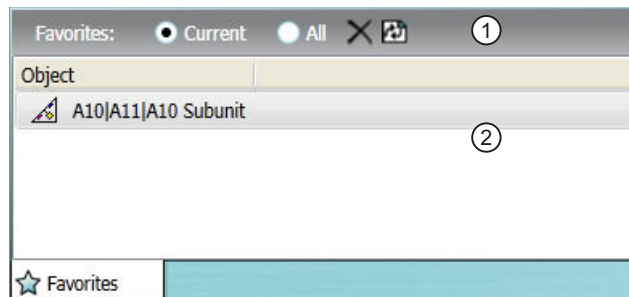 Favorites: Current All 1
Object
A10|A11|A10 Subunit
2
Favorites